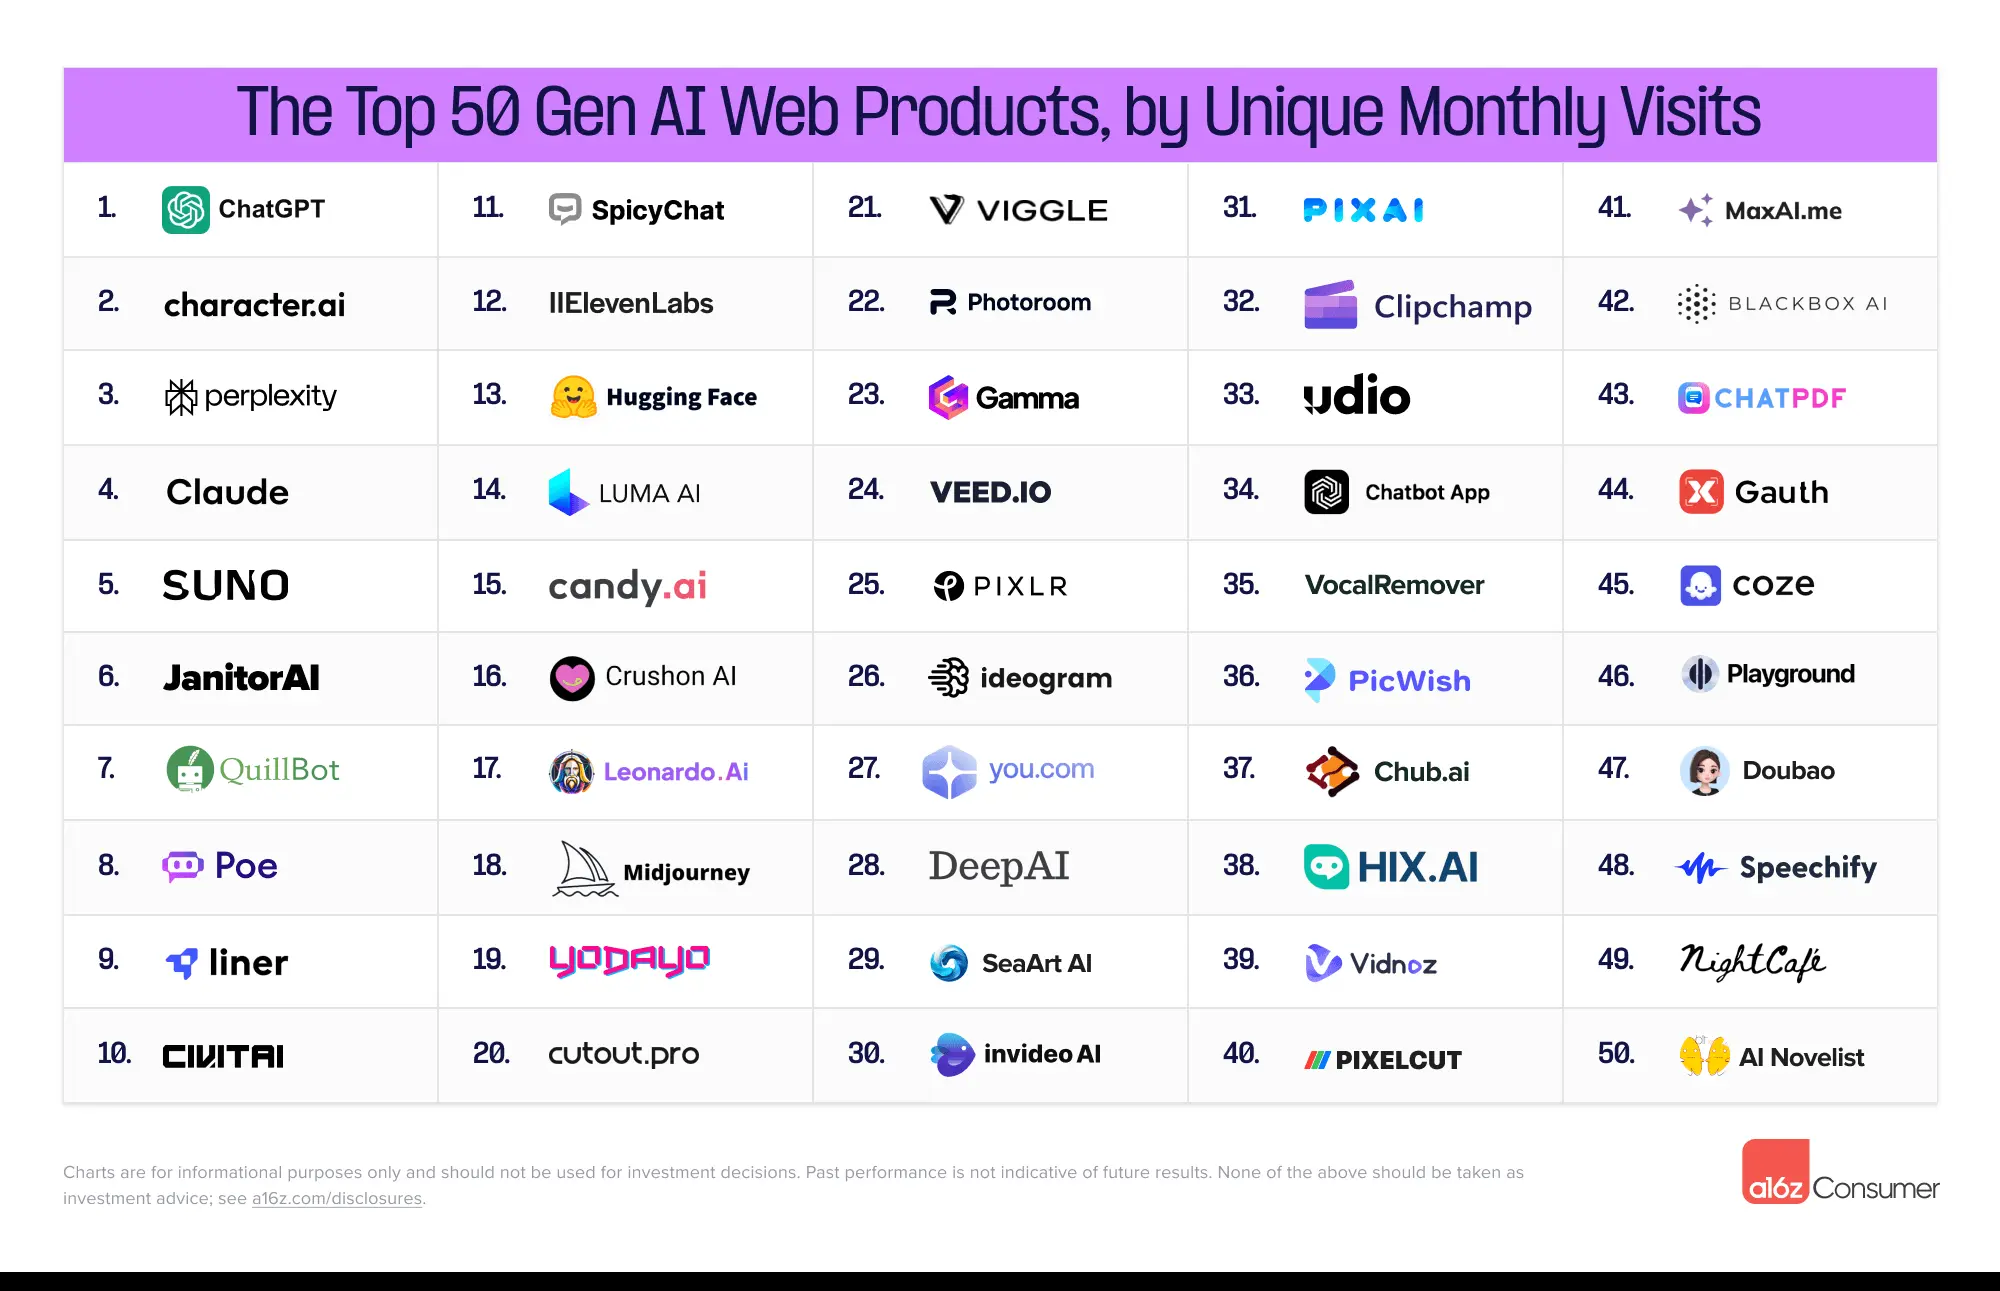 The Top 50 Gen AI Web Products, by Unique Monthly Visits
1. ChatGPT
2. character.ai
3. perplexity
4. Claude
5. SUNO
6. JanitorAI
7. QuillBot
8. Poe
9. liner
10. CIVITAI
11. SpicyChat
12. IIElevenLabs
13. Hugging Face
14. LUMA AI
15. candy.ai
16. Crushon AI
17. Leonardo.Ai
18. Midjourney
19. YODAYO
20. cutout.pro
21. VIGGLE
22. Photoroom
23. Gamma
24. VEED.IO
25. PIXLR
26. ideogram
27. you.com
28. DeepAI
29. SeaArt AI
30. invideo AI
31. PIXAI
32. Clipchamp
33. udio
34. Chatbot App
35. VocalRemover
36. PicWish
37. Chub.ai
38. HIX.AI
39. Vidnoz
40. PIXELCUT
41. MaxAI.me
42. BLACKBOX AI
43. CHATPDF
44. Gauth
45. coze
46. Playground
47. Doubao
48. Speechify
49. NightCafé
50. AI Novelist
Charts are for informational purposes only and should not be used for investment decisions. Past performance is not indicative of future results. None of the above should be taken as
investment advice; see a16z.com/disclosures.
a16z Consumer